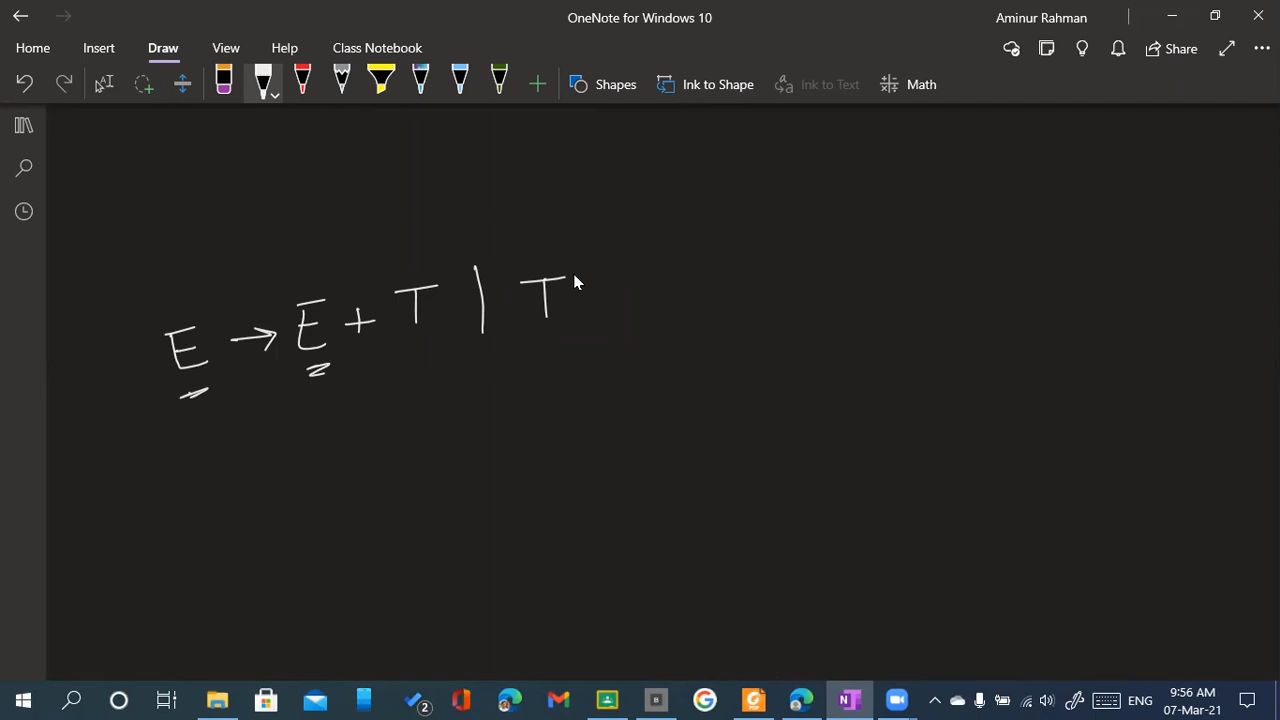 OneNote for Windows 10
Aminur Rahman
Home Insert Draw View Help Class Notebook
Share
Shapes Ink to Shape Ink to Text Math
E → E + T | T
2
ENG
9:56 AM
07-Mar-21